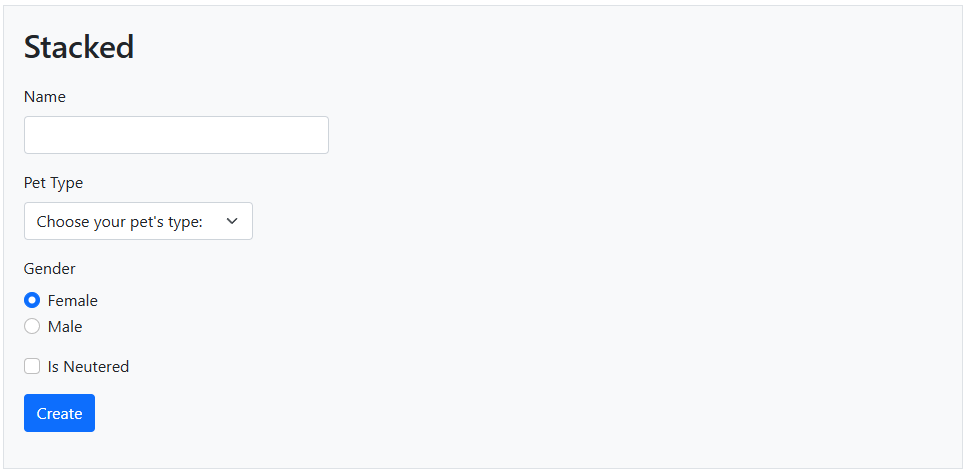 Stacked
Name
Pet Type
Choose your pet's type:
Gender
Female
Male
Is Neutered
Create